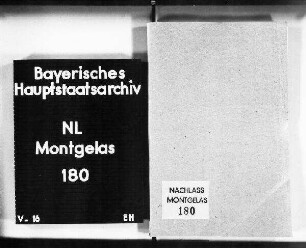 Bayerisches
Hauptstaatsarchiv
NL
Montgelas
180
V- 16
EH
NACHLASS
MONTGELAS
180